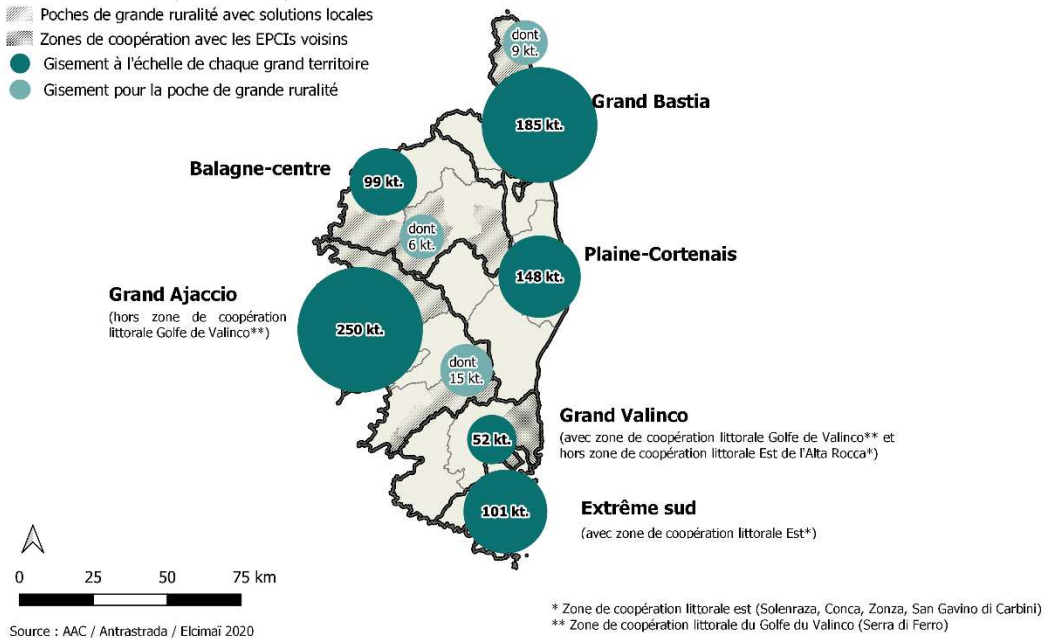 Poches de grande ruralité avec solutions locales
Zones de coopération avec les EPCIs voisins
Gisement à l'échelle de chaque grand territoire
Gisement pour la poche de grande ruralité
dont
9 kt.
Grand Bastia
185 kt.
Balagne-centre
99 kt.
dont
6 kt.
Plaine-Cortenais
148 kt.
Grand Ajaccio
(hors zone de coopération
littorale Golfe de Valinco**)
250 kt.
dont
15 kt.
Grand Valinco
(avec zone de coopération littorale Golfe de Valinco** et
hors zone de coopération littorale Est de l'Alta Rocca*)
52 kt.
Extrême sud
(avec zone de coopération littorale Est*)
101 kt.
0 25 50 75 km
* Zone de coopération littorale est (Solenraza, Conca, Zonza, San Gavino di Carbini)
** Zone de coopération littorale du Golfe du Valinco (Serra di Ferro)
Source : AAC / Antrastrada / Elcimaï 2020